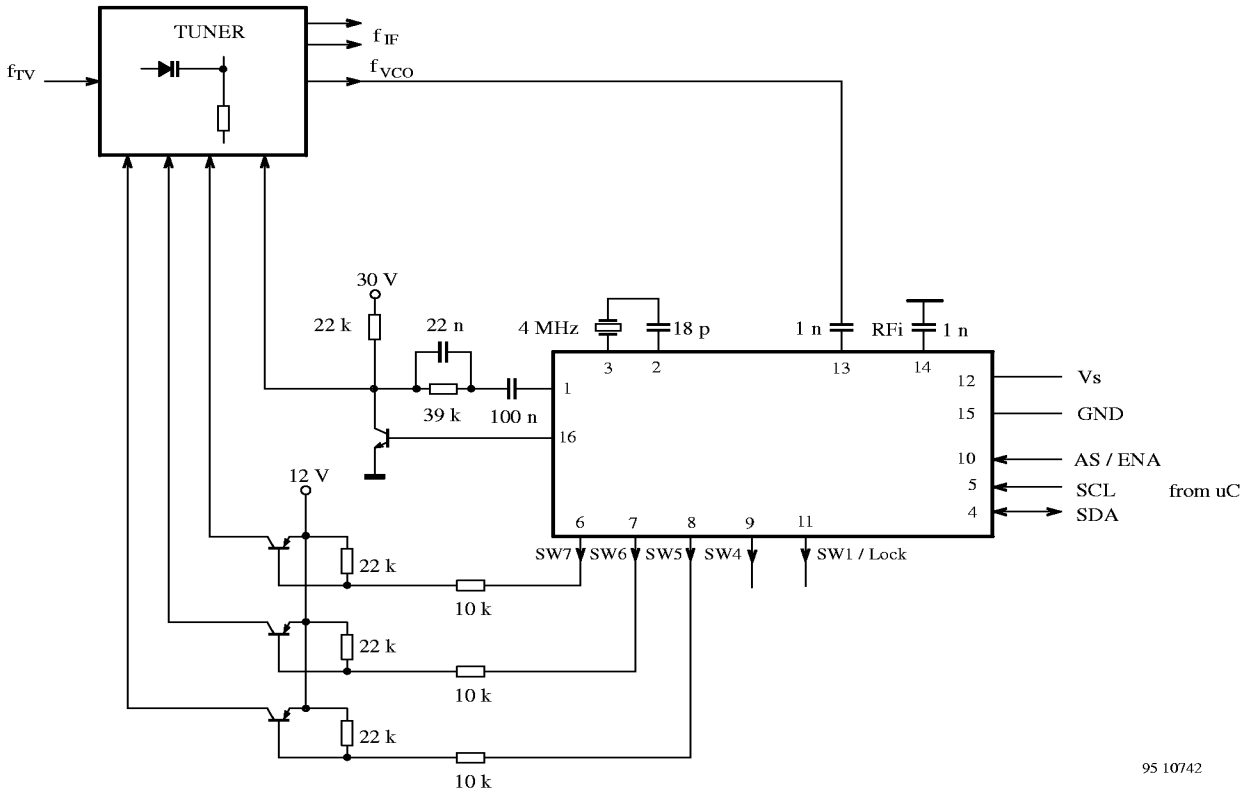 TUNER
f_TV
f_IF
f_VCO
30 V
22 k
22 n
39 k
100 n
4 MHz
18 p
1 n
RFi
1 n
3
2
13
14
1
16
12
Vs
15
GND
10
AS / ENA
5
SCL
from uC
4
SDA
6
7
8
9
11
SW7
SW6
SW5
SW4
SW1 / Lock
12 V
22 k
10 k
22 k
10 k
22 k
10 k
95 10742